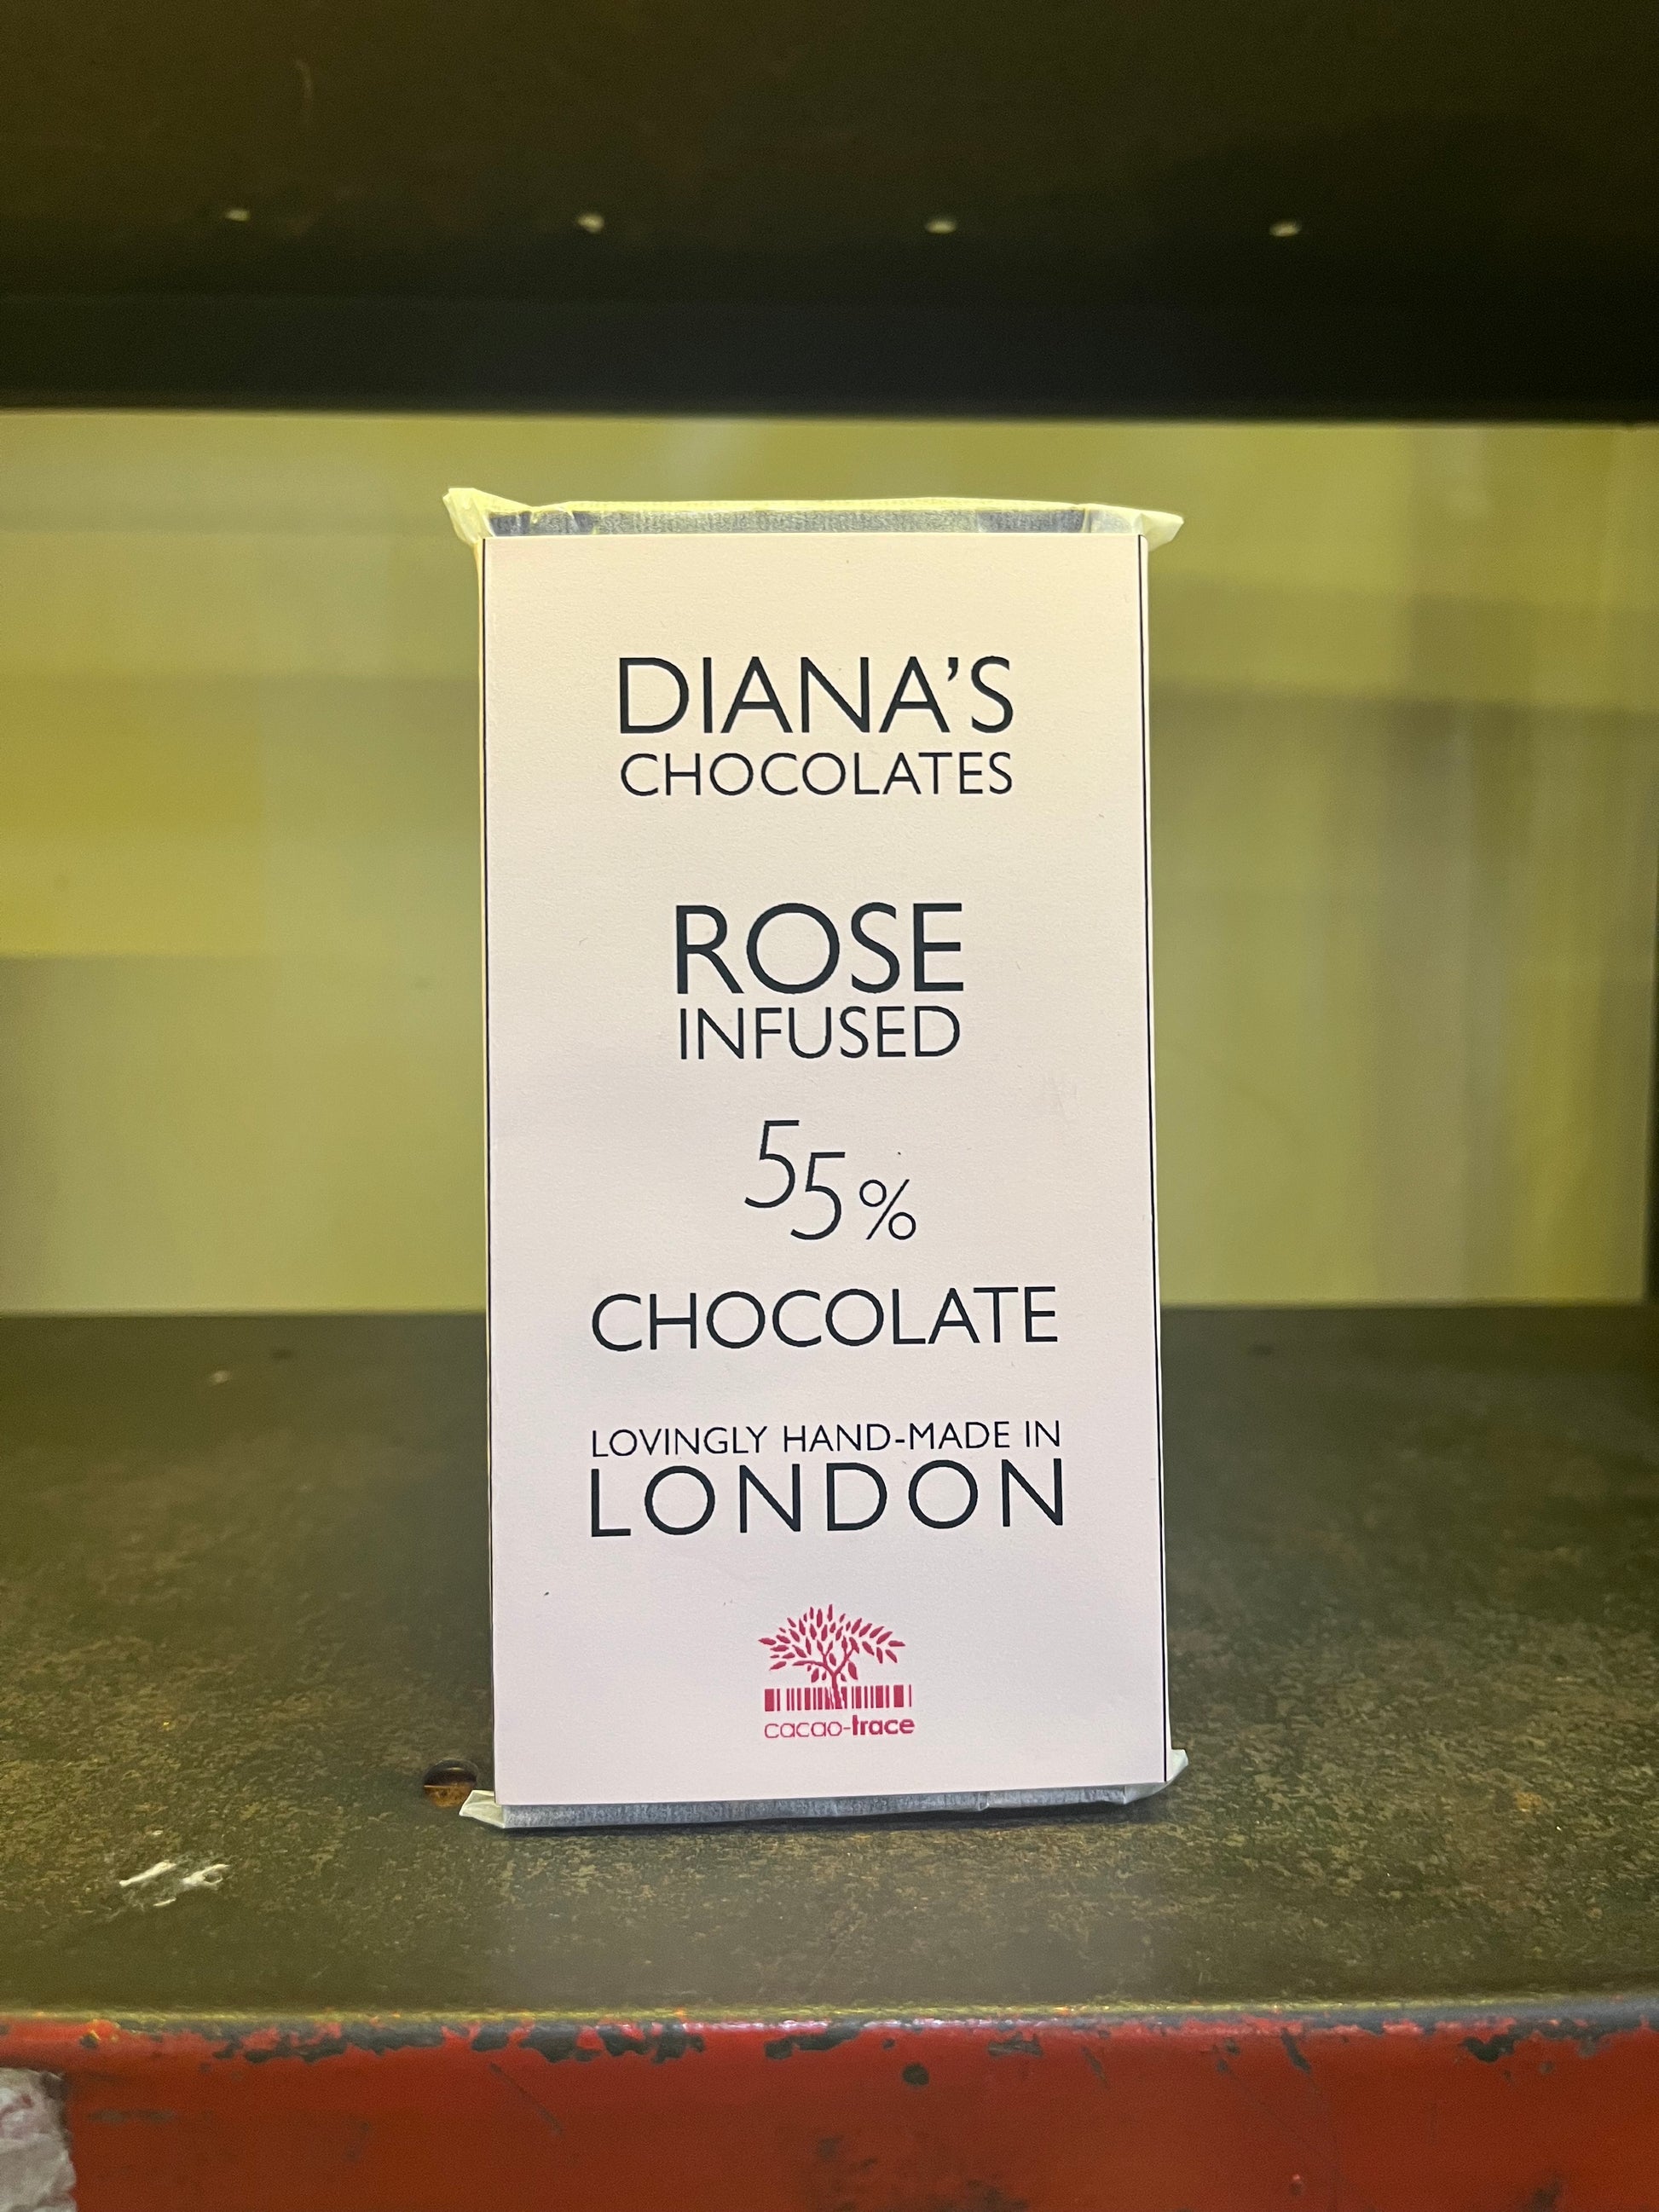 DIANA'S
CHOCOLATES
ROSE
INFUSED
55%
CHOCOLATE
LOVINGLY HAND-MADE IN
LONDON
cacao-trace